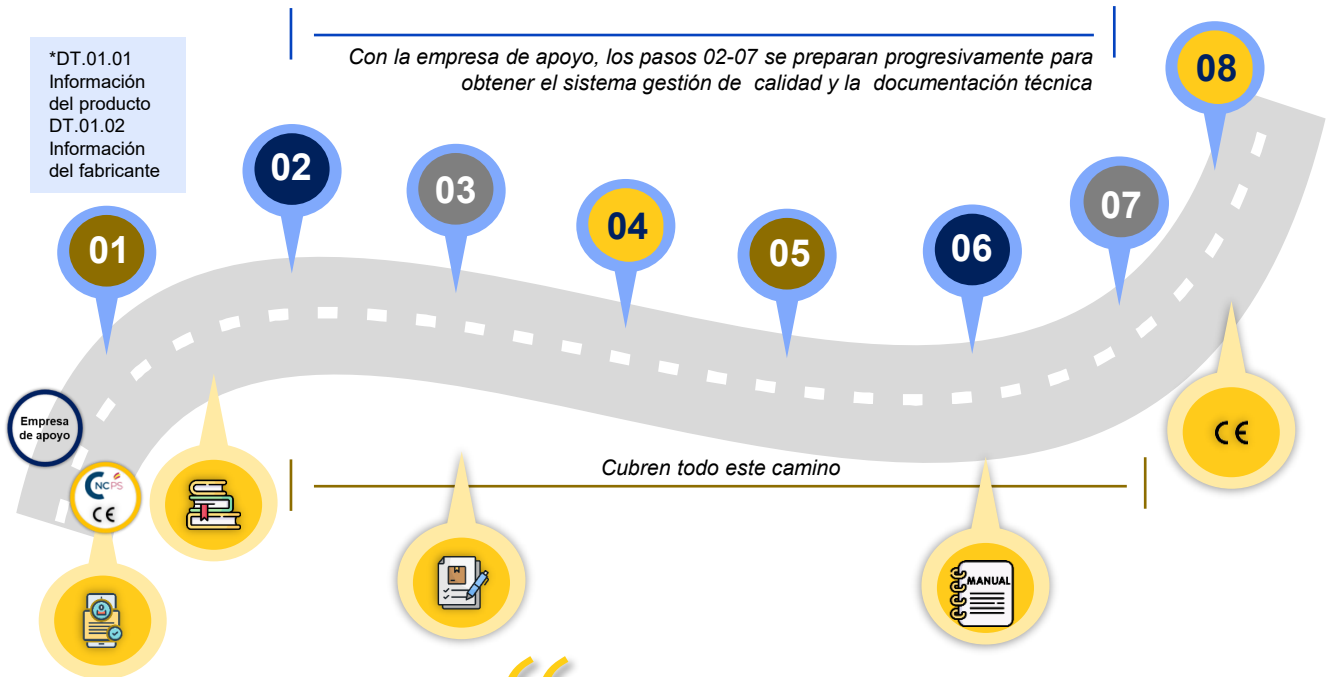 *DT.01.01
Información
del producto
DT.01.02
Información
del fabricante
Con la empresa de apoyo, los pasos 02-07 se preparan progresivamente para
obtener el sistema gestión de calidad y la documentación técnica
01
02
03
04
05
06
07
08
Empresa
de apoyo
CNCPS
CE
Cubren todo este camino
MANUAL
CE
“